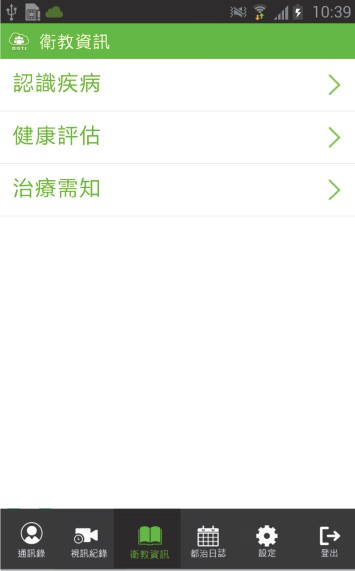 10:39
DOTS
衛教資訊
認識疾病
健康評估
治療需知
通訊錄
視訊紀錄
衛教資訊
都治日誌
設定
登出